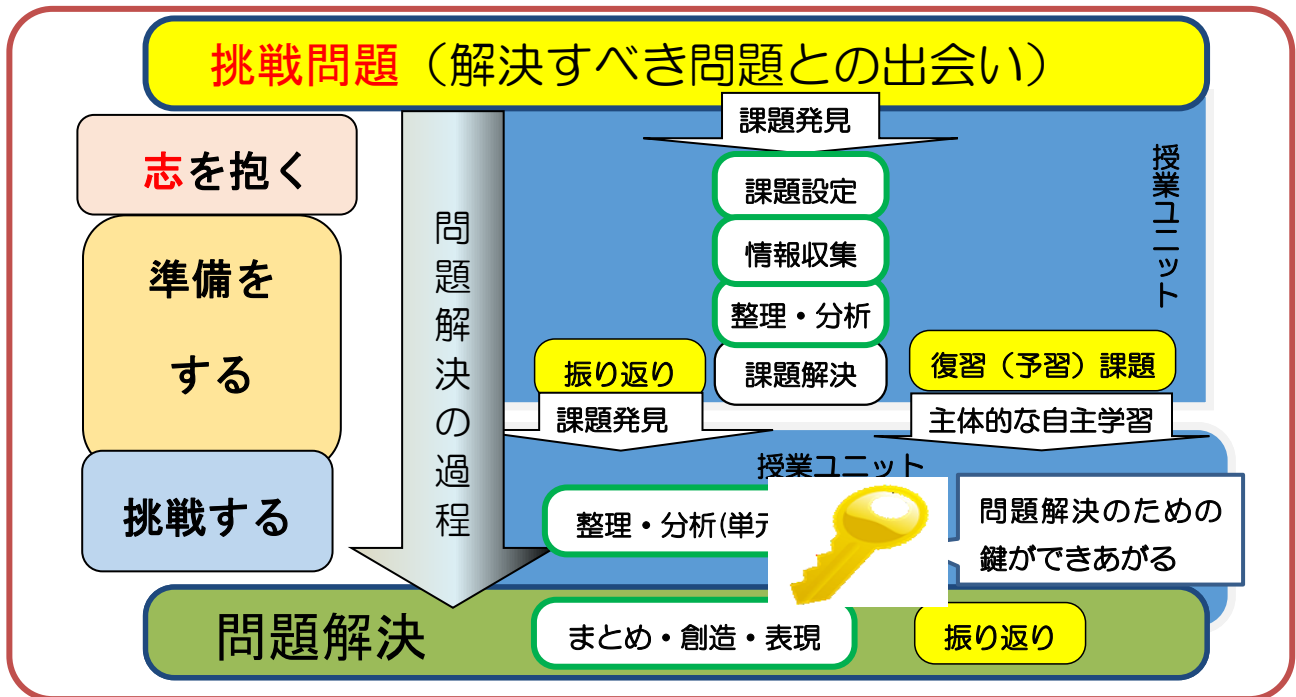 挑戦問題（解決すべき問題との出会い）
課題発見
志を抱く
準備を
する
挑戦する
問題解決の過程
課題設定
情報収集
整理・分析
課題解決
授業ユニット
振り返り
課題発見
復習（予習）課題
主体的な自主学習
授業ユニット
整理・分析(単元
問題解決のための
鍵ができあがる
問題解決
まとめ・創造・表現
振り返り